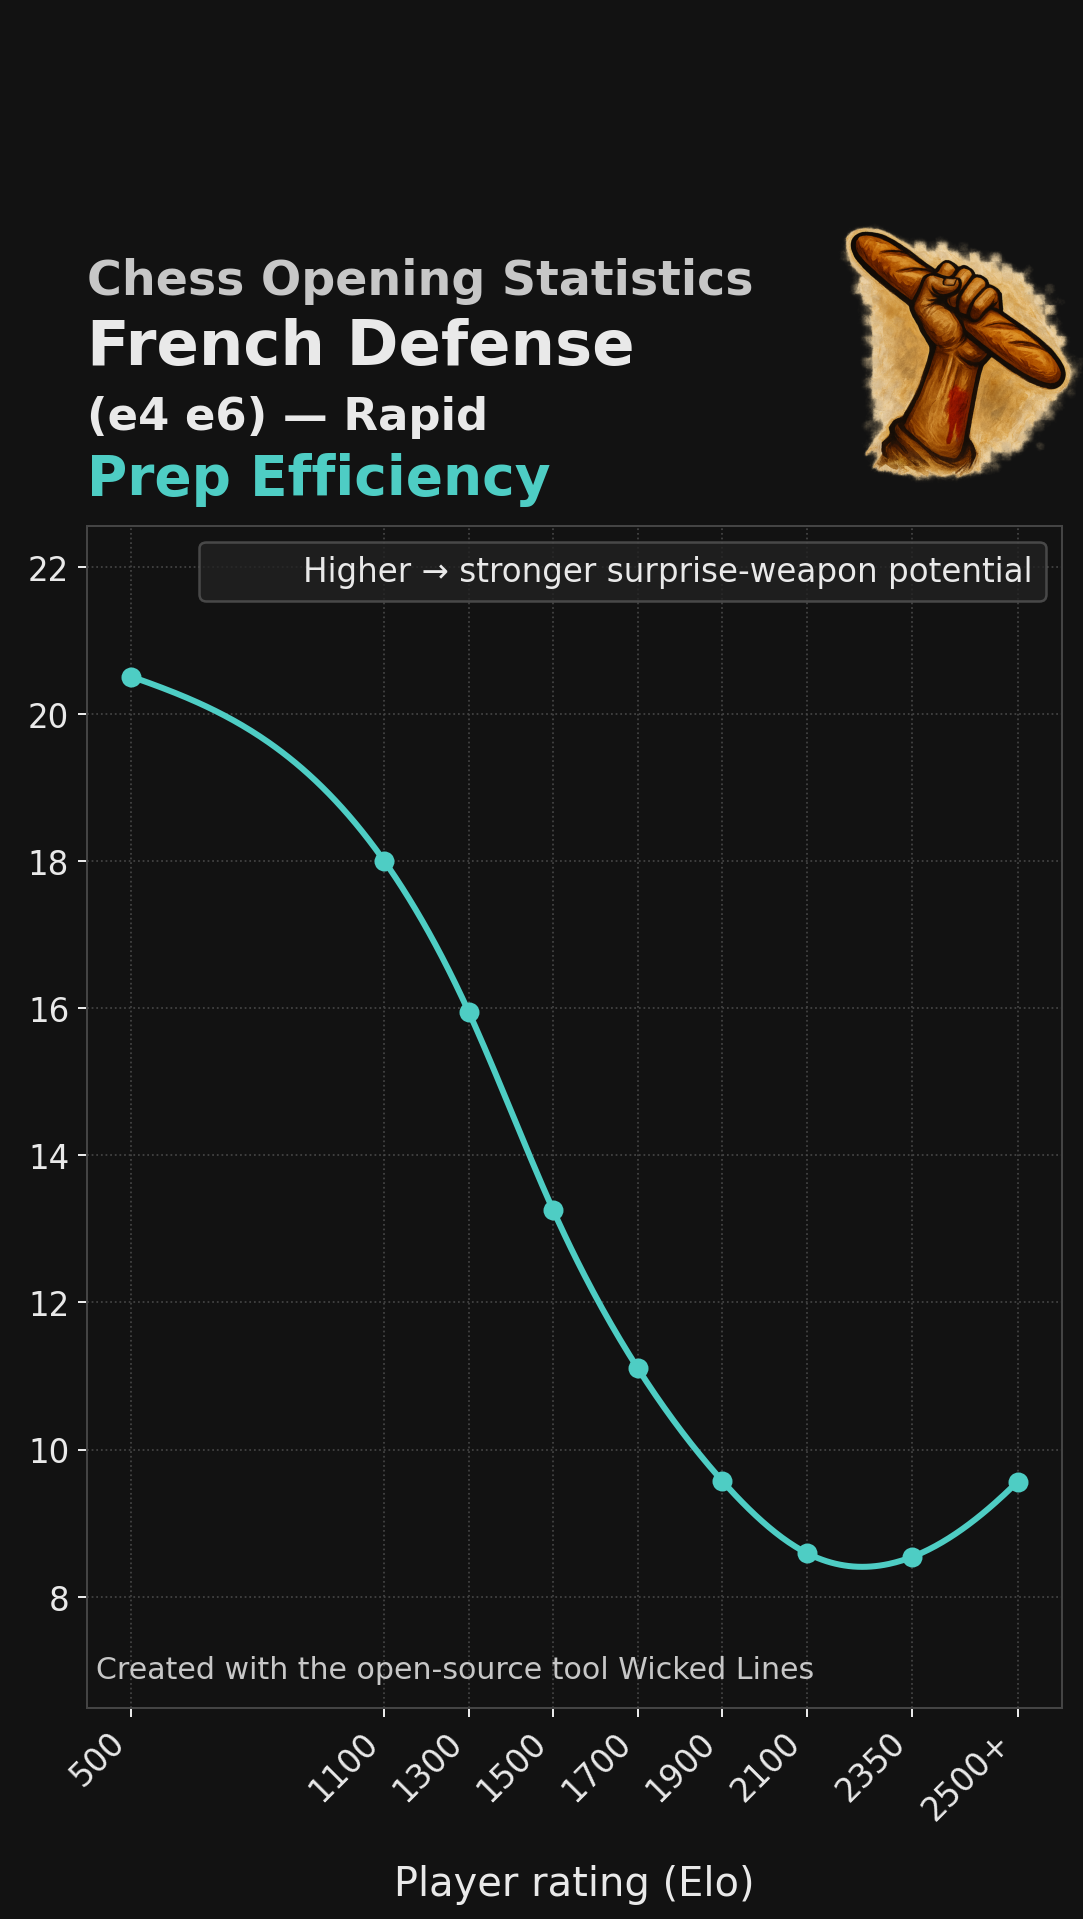 Chess Opening Statistics
French Defense
(e4 e6) — Rapid
Prep Efficiency
Higher → stronger surprise-weapon potential
22
20
18
16
14
12
10
8
Created with the open-source tool Wicked Lines
500
1100
1300
1500
1700
1900
2100
2350
2500+
Player rating (Elo)